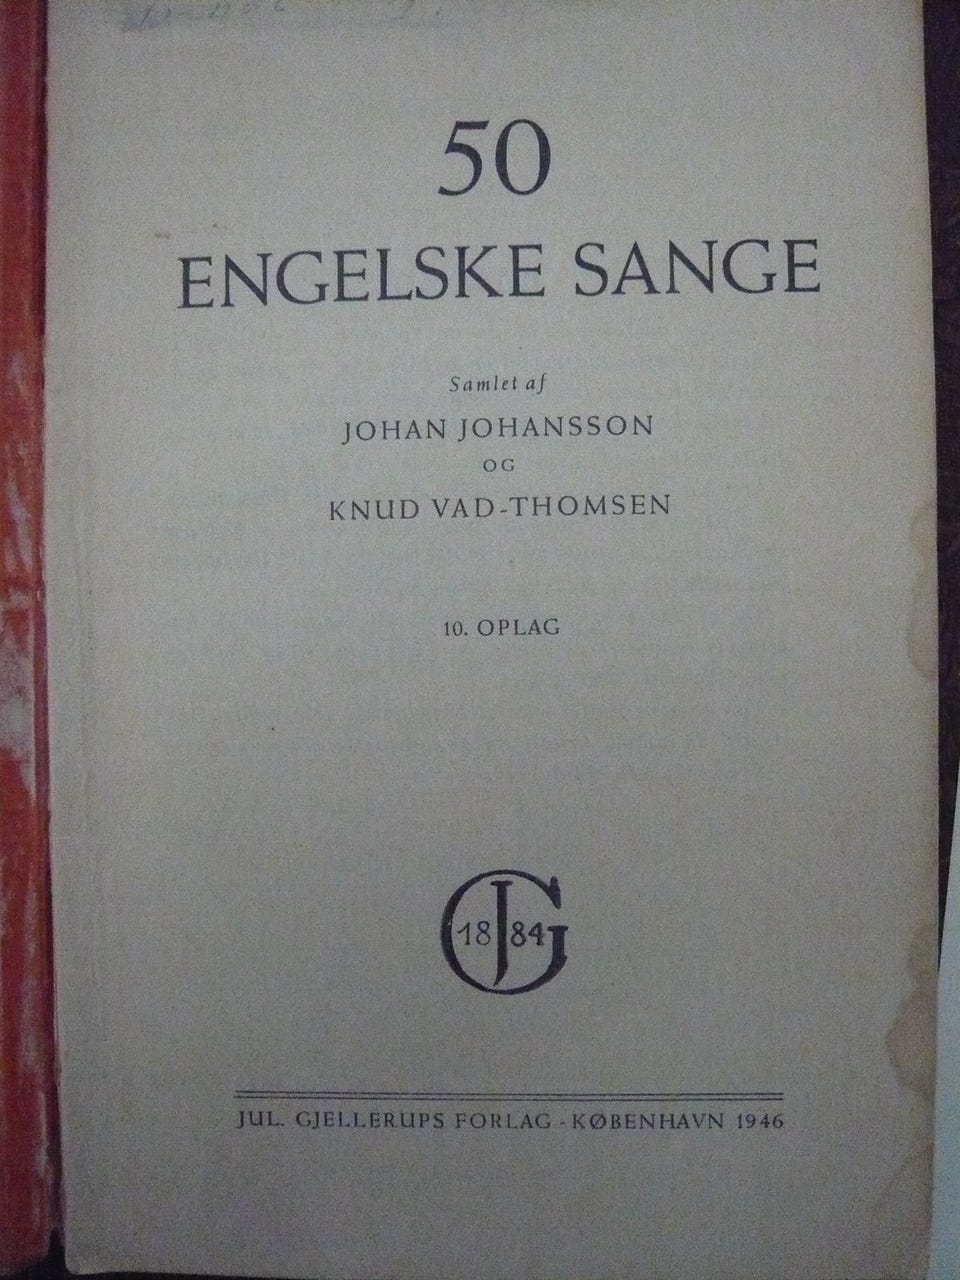 50
ENGELSKE SANGE
Samlet af
JOHAN JOHANSSON
OG
KNUD VAD-THOMSEN
10. OPLAG
18 JG 84
JUL. GJELLERUPS FORLAG - KØBENHAVN 1946